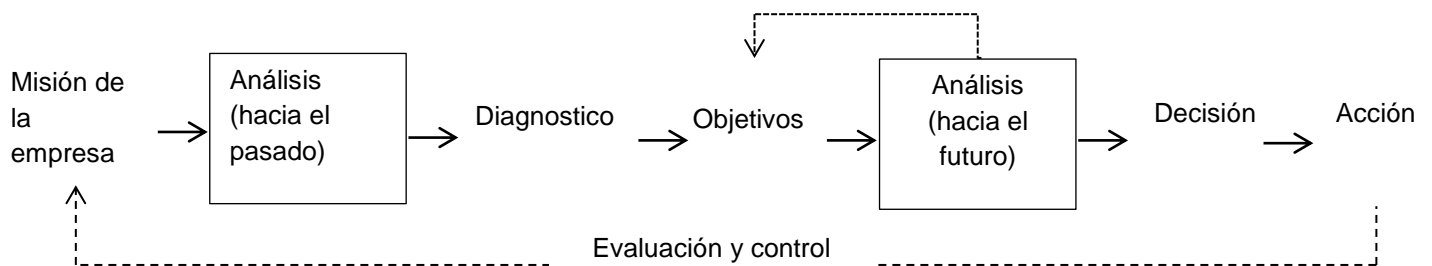 Misión de
la
empresa
Análisis
(hacia el
pasado)
Diagnostico
Objetivos
Análisis
(hacia el
futuro)
Decisión
Acción
Evaluación y control